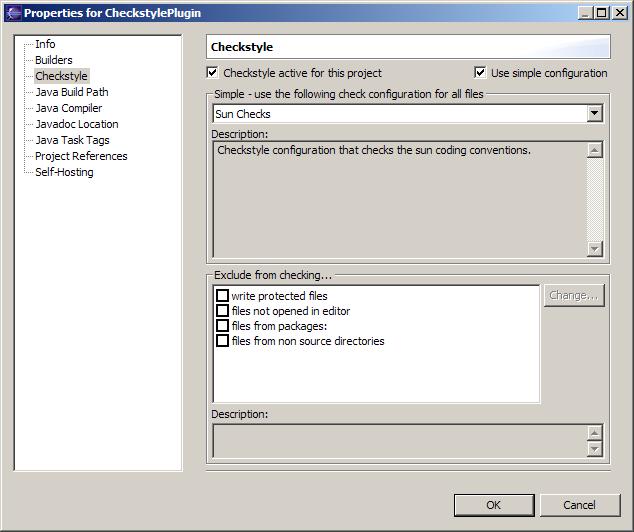 Properties for CheckstylePlugin
Info
Builders
Checkstyle
Java Build Path
Java Compiler
Javadoc Location
Java Task Tags
Project References
Self-Hosting
Checkstyle
Checkstyle active for this project
Use simple configuration
Simple - use the following check configuration for all files
Sun Checks
Description:
Checkstyle configuration that checks the sun coding conventions.
Exclude from checking...
write protected files
files not opened in editor
files from packages:
files from non source directories
Change...
Description:
OK
Cancel